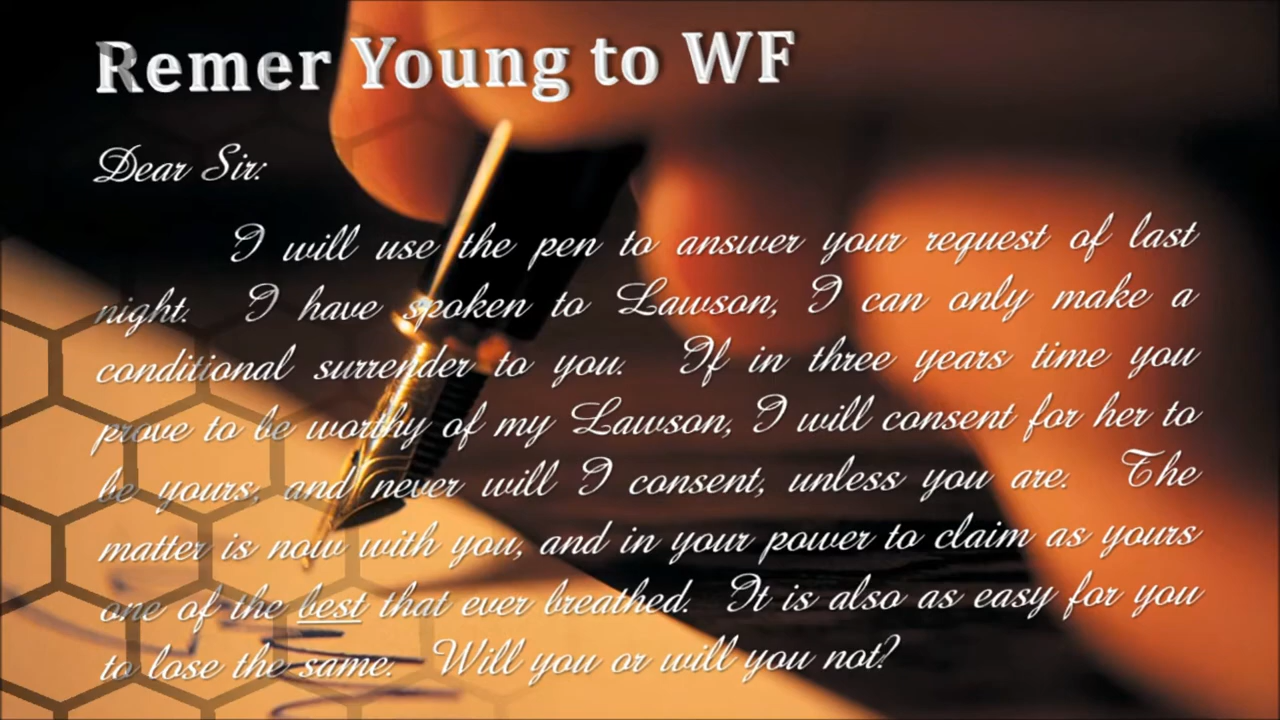 Remer Young to WF
Dear Sir:
I will use the pen to answer your request of last
night. I have spoken to Lawson, I can only make a
conditional surrender to you. If in three years time you
prove to be worthy of my Lawson, I will consent for her to
be yours, and never will I consent, unless you are. The
matter is now with you, and in your power to claim as yours
one of the best that ever breathed. It is also as easy for you
to lose the same. Will you or will you not?